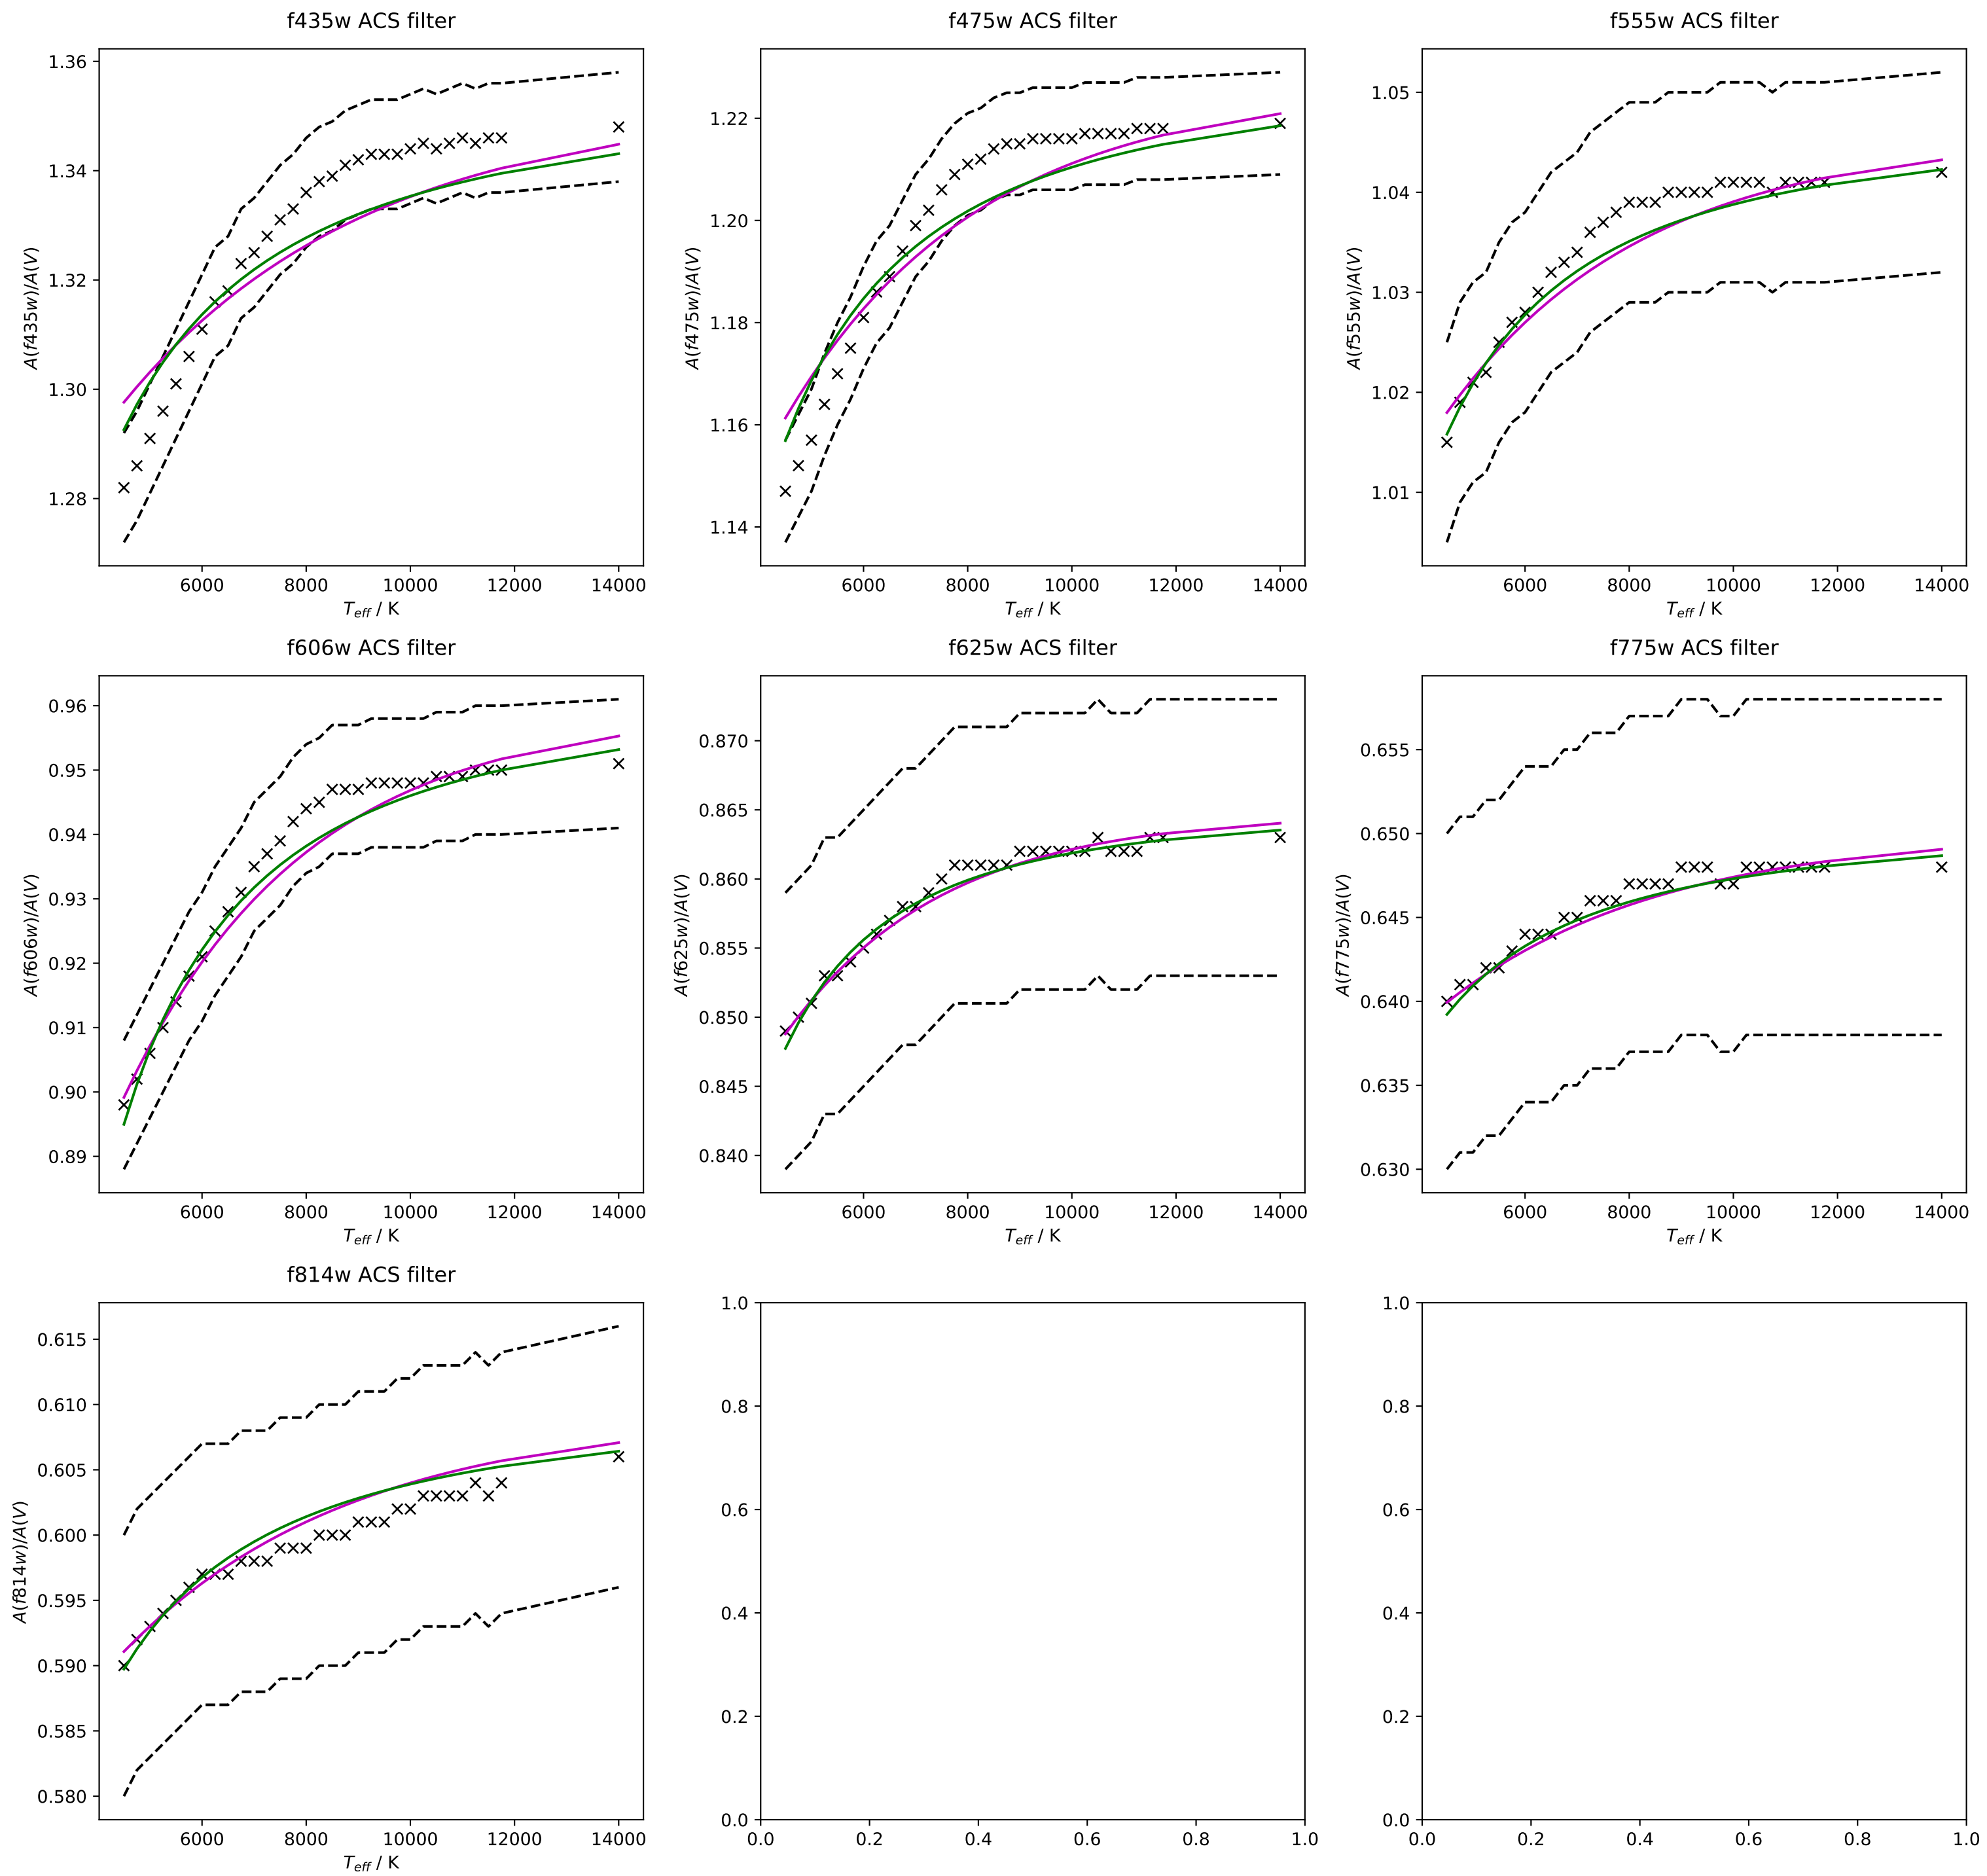 f435w ACS filter
1.36
1.34
1.32
1.30
1.28
A(f435w)/A(V)
6000 8000 10000 12000 14000
T_eff / K
f475w ACS filter
1.22
1.20
1.18
1.16
1.14
A(f475w)/A(V)
6000 8000 10000 12000 14000
T_eff / K
f555w ACS filter
1.05
1.04
1.03
1.02
1.01
A(f555w)/A(V)
6000 8000 10000 12000 14000
T_eff / K
f606w ACS filter
0.96
0.95
0.94
0.93
0.92
0.91
0.90
0.89
A(f606w)/A(V)
6000 8000 10000 12000 14000
T_eff / K
f625w ACS filter
0.870
0.865
0.860
0.855
0.850
0.845
0.840
A(f625w)/A(V)
6000 8000 10000 12000 14000
T_eff / K
f775w ACS filter
0.655
0.650
0.645
0.640
0.635
0.630
A(f775w)/A(V)
6000 8000 10000 12000 14000
T_eff / K
f814w ACS filter
0.615
0.610
0.605
0.600
0.595
0.590
0.585
0.580
A(f814w)/A(V)
6000 8000 10000 12000 14000
T_eff / K
1.0
0.8
0.6
0.4
0.2
0.0
0.0 0.2 0.4 0.6 0.8 1.0
1.0
0.8
0.6
0.4
0.2
0.0
0.0 0.2 0.4 0.6 0.8 1.0